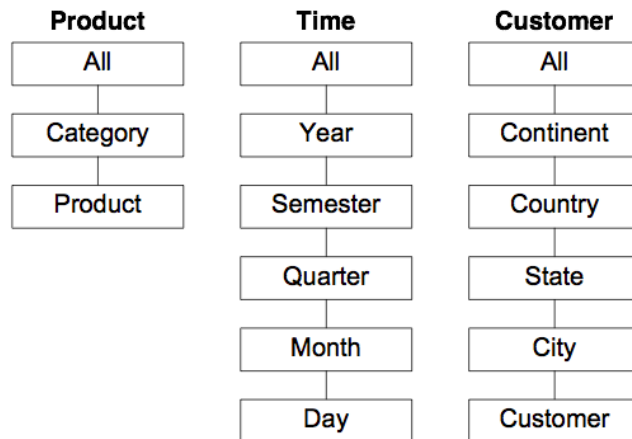 Product Time Customer
All All All
Category Year Continent
Product Semester Country
Quarter State
Month City
Day Customer